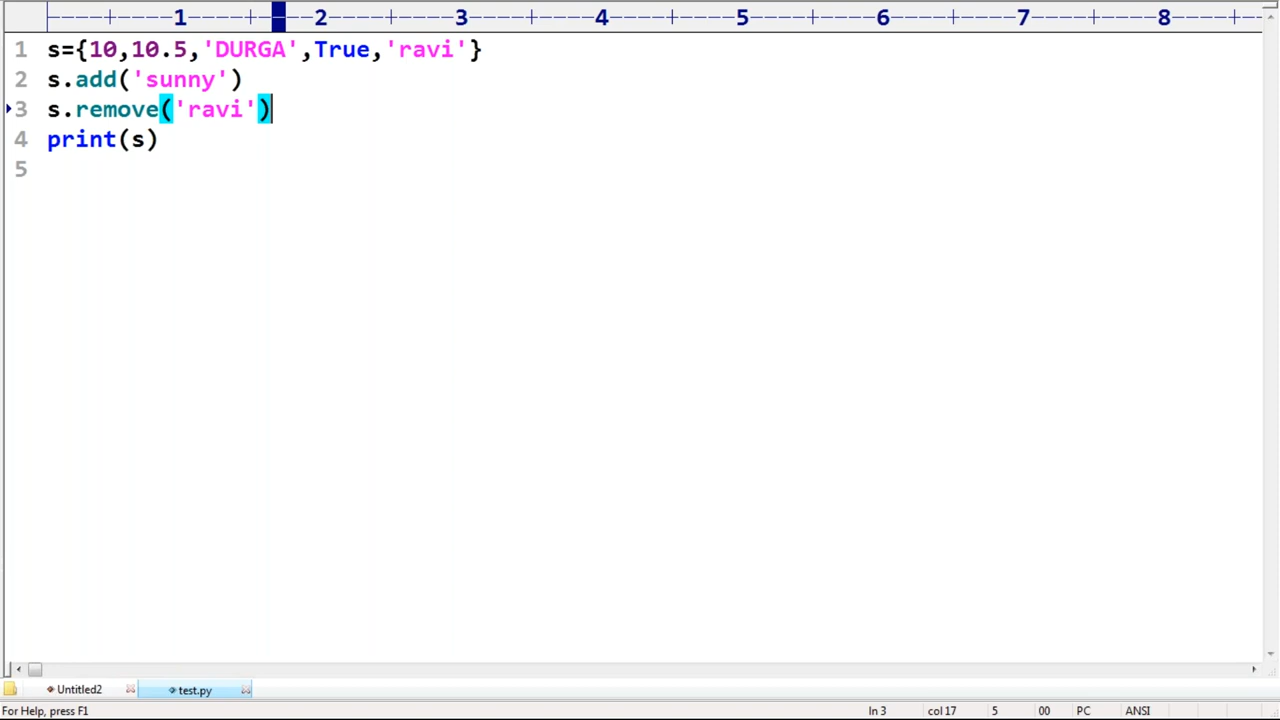 1 2 3 4 5 6 7 8
1 s={10,10.5,'DURGA',True,'ravi'}
2 s.add('sunny')
3 s.remove('ravi')
4 print(s)
5
Untitled2 test.py
For Help, press F1 ln 3 col 17 5 00 PC ANSI